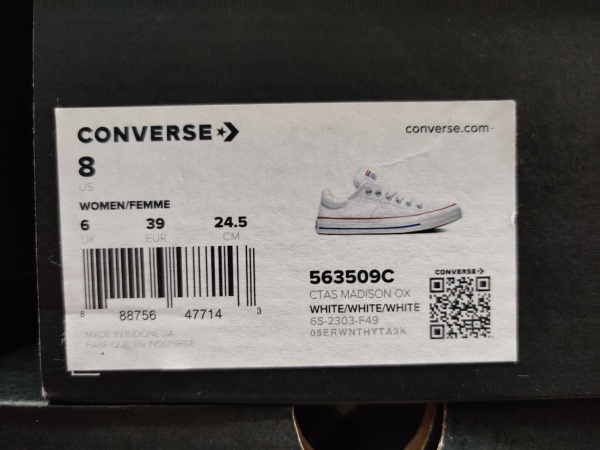 CONVERSE
converse.com
8
US
WOMEN/FEMME
6 39 24.5
UK EUR CM
8 88756 47714 3
MADE IN INDONESIA
FABRIQUE EN INDONESIE
563509C
CTAS MADISON OX
WHITE/WHITE/WHITE
6S-2303-F49
05ERWNTHYTA3K
CONVERSE